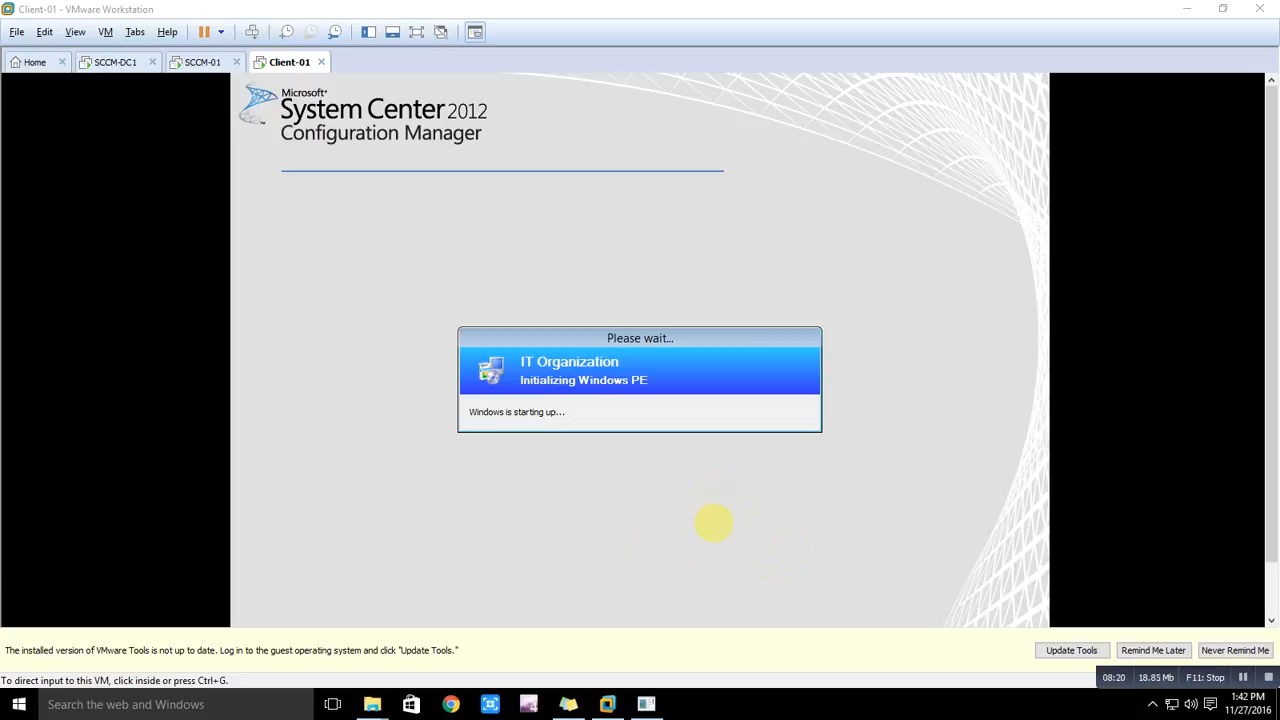 Client-01 - VMware Workstation
File Edit View VM Tabs Help
Home SCCM-DC1 SCCM-01 Client-01
Microsoft®
System Center 2012
Configuration Manager
Please wait...
IT Organization
Initializing Windows PE
Windows is starting up...
The installed version of VMware Tools is not up to date. Log in to the guest operating system and click "Update Tools."
Update Tools Remind Me Later Never Remind Me
To direct input to this VM, click inside or press Ctrl+G.
08:20 18.85 Mb F11: Stop
Search the web and Windows
1:42 PM
11/27/2016